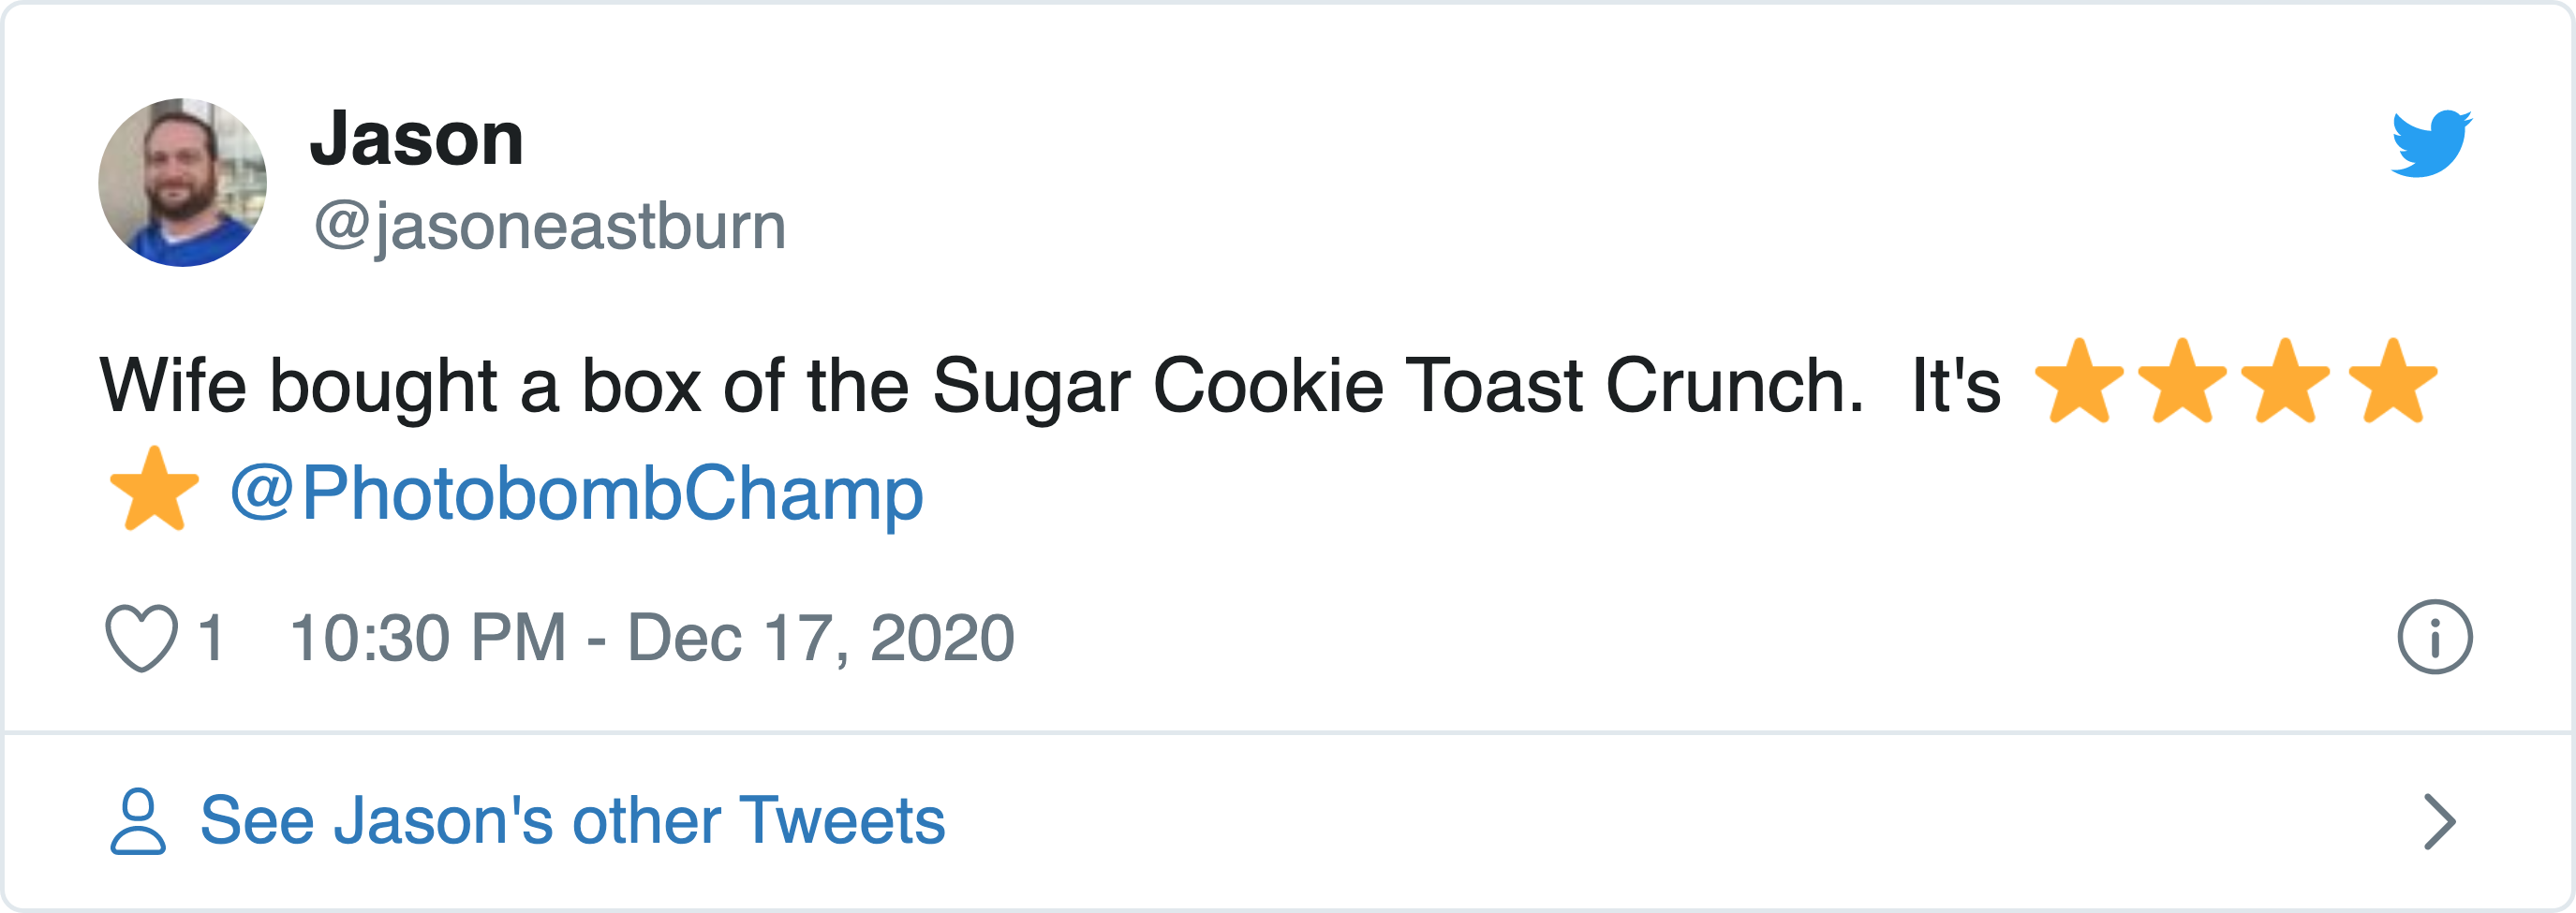 Jason
@jasoneastburn
Wife bought a box of the Sugar Cookie Toast Crunch.  It's ⭐⭐⭐⭐
⭐ @PhotobombChamp
1 10:30 PM - Dec 17, 2020
See Jason's other Tweets